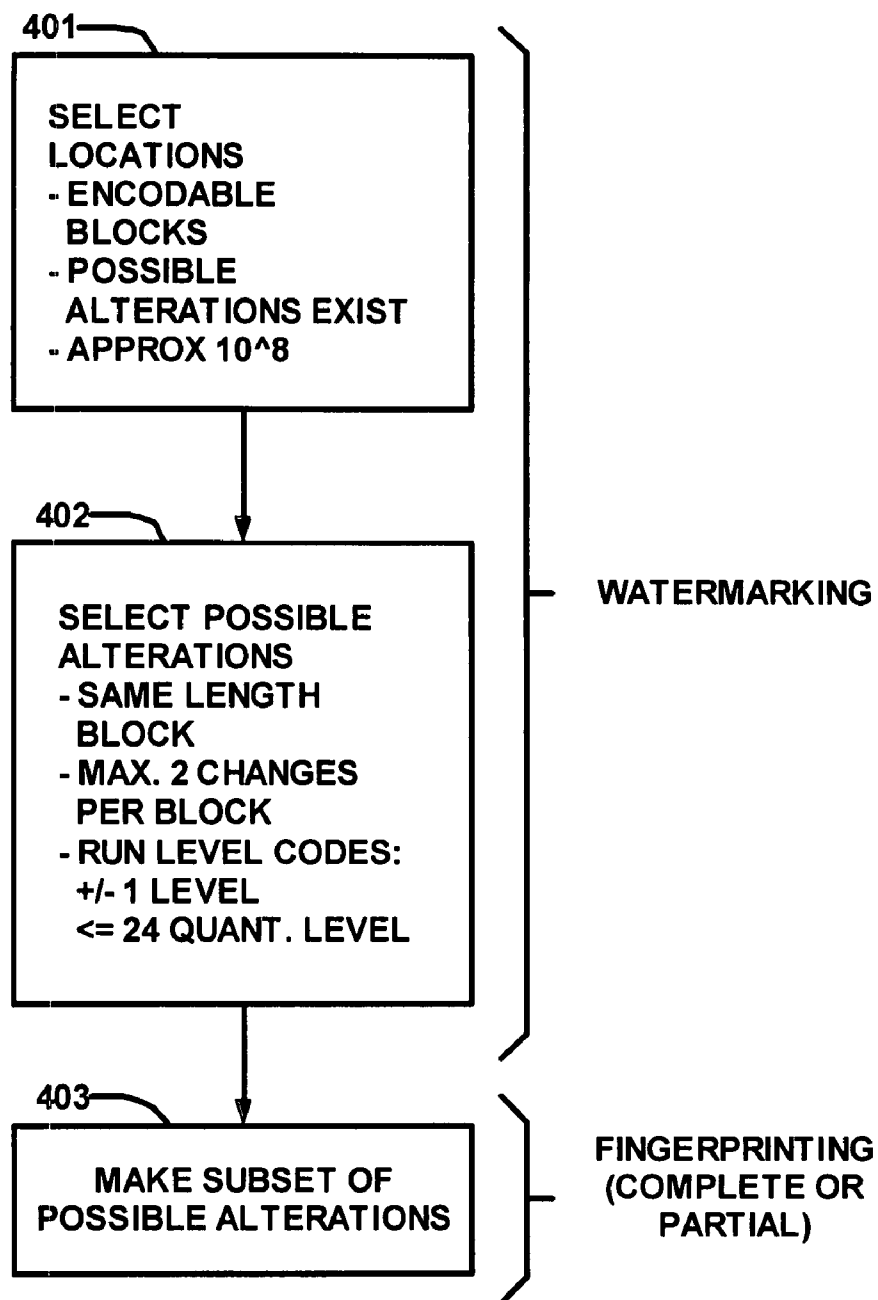 401
SELECT
LOCATIONS
- ENCODABLE
BLOCKS
- POSSIBLE
ALTERATIONS EXIST
- APPROX 10^8
402
SELECT POSSIBLE
ALTERATIONS
- SAME LENGTH
BLOCK
- MAX. 2 CHANGES
PER BLOCK
- RUN LEVEL CODES:
+/- 1 LEVEL
<= 24 QUANT. LEVEL
WATERMARKING
403
MAKE SUBSET OF
POSSIBLE ALTERATIONS
FINGERPRINTING
(COMPLETE OR
PARTIAL)